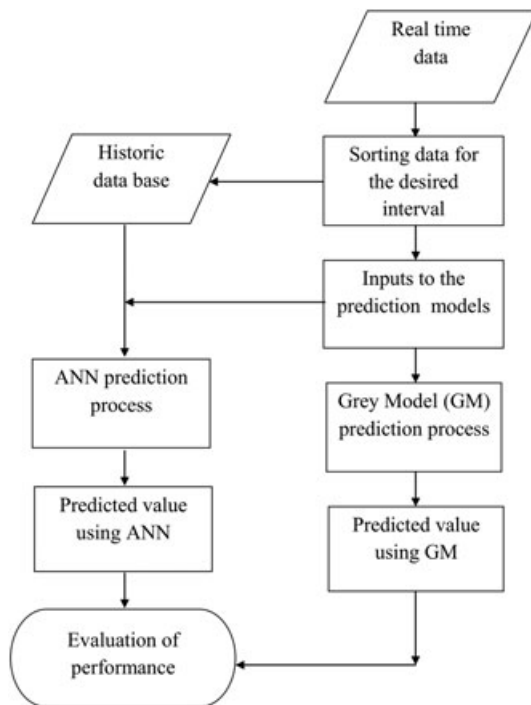 Real time
data
Historic
data base
Sorting data for
the desired
interval
Inputs to the
prediction models
ANN prediction
process
Grey Model (GM)
prediction process
Predicted value
using ANN
Predicted value
using GM
Evaluation of
performance